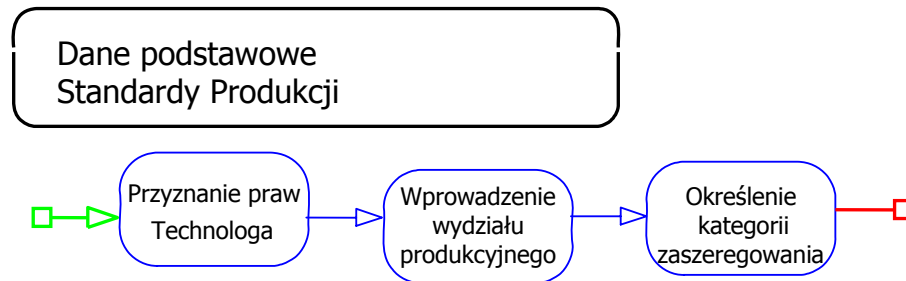 Dane podstawowe
Standardy Produkcji
Przyznanie praw
Technologa
Wprowadzenie
wydziału
produkcyjnego
Określenie
kategorii
zaszeregowania